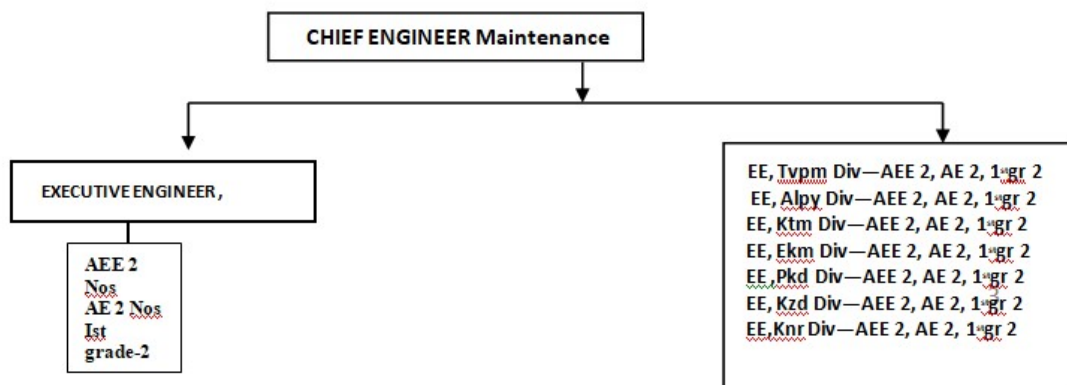 CHIEF ENGINEER Maintenance
EXECUTIVE ENGINEER,
AEE 2
Nos
AE 2 Nos
Ist
grade-2
EE, Tvpm Div—AEE 2, AE 2, 1st gr 2
EE, Alpy Div—AEE 2, AE 2, 1st gr 2
EE, Ktm Div—AEE 2, AE 2, 1st gr 2
EE, Ekm Div—AEE 2, AE 2, 1st gr 2
EE ,Pkd Div—AEE 2, AE 2, 1st gr 2
EE, Kzd Div—AEE 2, AE 2, 1st gr 2
EE,Knr Div—AEE 2, AE 2, 1st gr 2